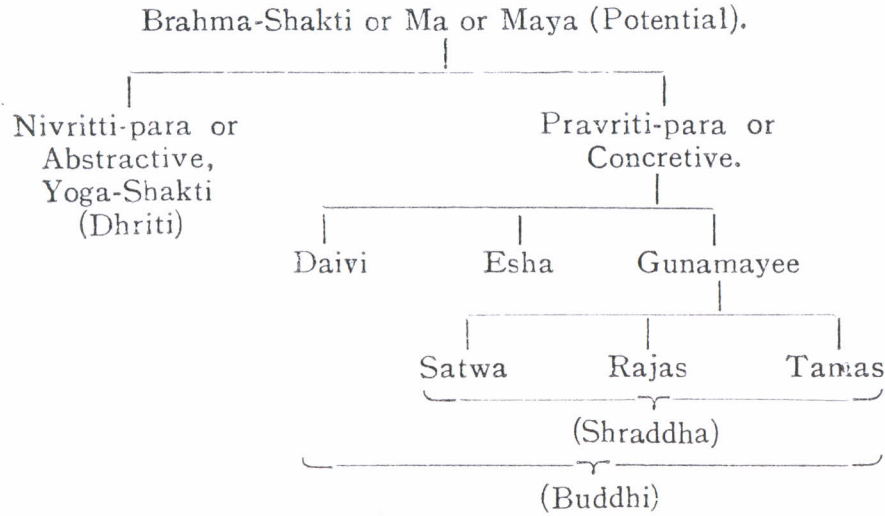 Brahma-Shakti or Ma or Maya (Potential).
Nivritti-para or
Abstractive,
Yoga-Shakti
(Dhriti)
Pravriti-para or
Concretive.
Daivi Esha Gunamayee
Satwa Rajas Tamas
(Shraddha)
(Buddhi)